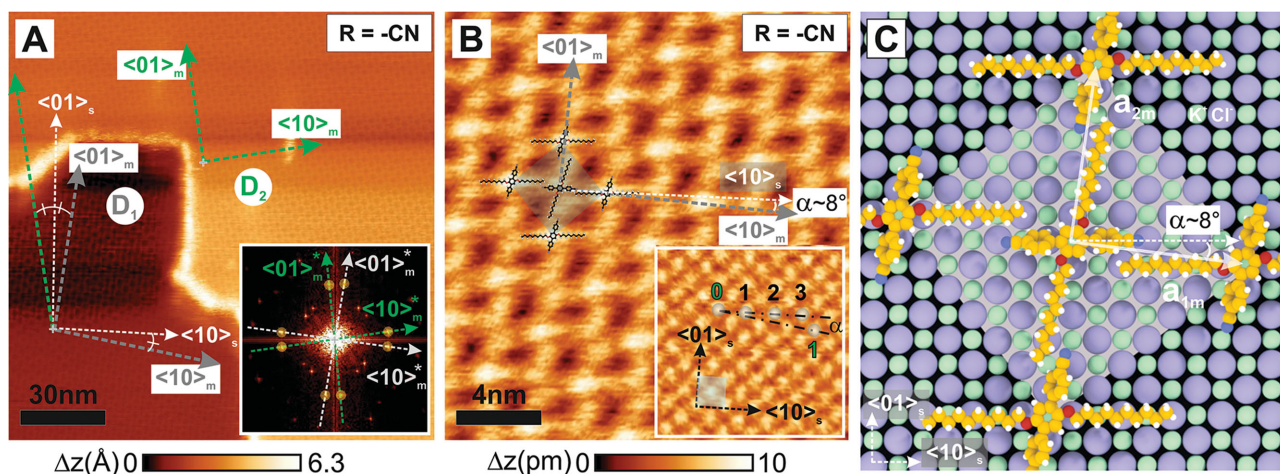 A
R = -CN
<01>m
<01>s
<01>m
<10>m
D1
D2
<10>s
<10>m
30nm
<01>*m
<01>*m
<10>*m
<10>*m
Δz(Å) 0 6.3
B
R = -CN
<01>m
<10>s
α~8°
<10>m
0 1 2 3
α
1
<01>s
<10>s
4nm
Δz(pm) 0 10
C
a2m
K+ Cl-
α~8°
a1m
<01>s
<10>s